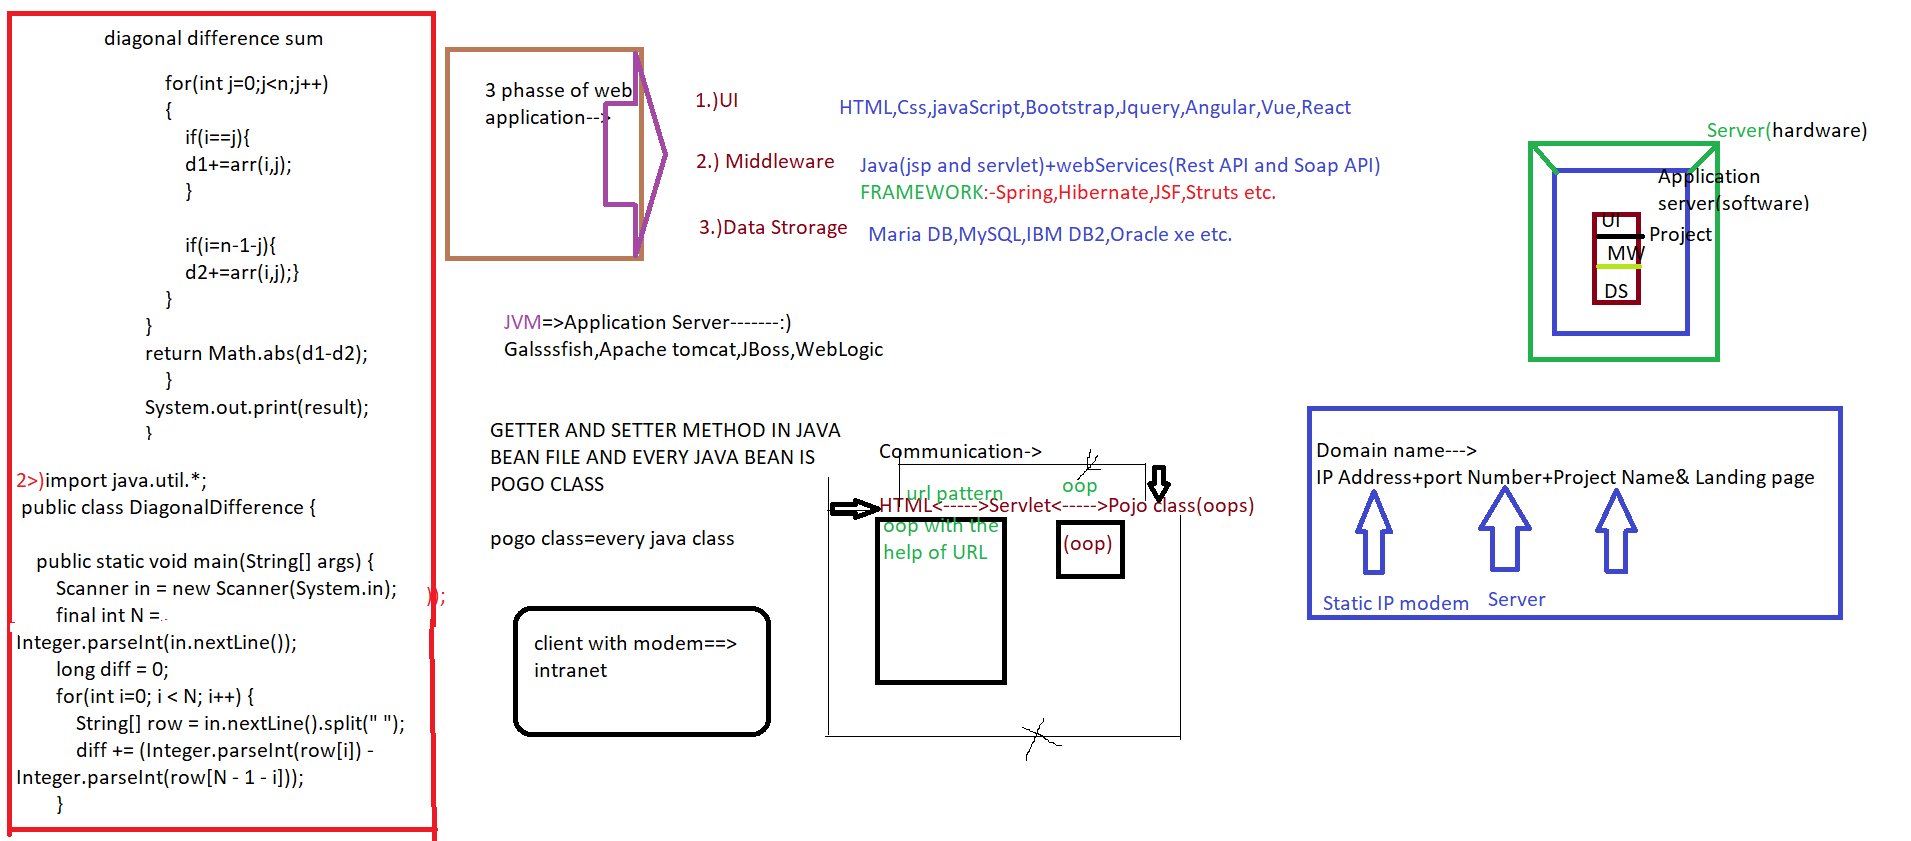 diagonal difference sum
for(int j=0;j<n;j++)
{
if(i==j){
d1+=arr(i,j);
}
if(i=n-1-j){
d2+=arr(i,j);}
}
}
return Math.abs(d1-d2);
}
System.out.print(result);
}
2>)import java.util.*;
public class DiagonalDifference {
public static void main(String[] args) {
Scanner in = new Scanner(System.in);
));
final int N =
Integer.parseInt(in.nextLine());
long diff = 0;
for(int i=0; i < N; i++) {
String[] row = in.nextLine().split(" ");
diff += (Integer.parseInt(row[i]) -
Integer.parseInt(row[N - 1 - i]));
}
3 phasse of web
application-->
1.)UI
HTML,Css,javaScript,Bootstrap,Jquery,Angular,Vue,React
2.) Middleware
Java(jsp and servlet)+webServices(Rest API and Soap API)
FRAMEWORK:-Spring,Hibernate,JSF,Struts etc.
3.)Data Strorage
Maria DB,MySQL,IBM DB2,Oracle xe etc.
JVM=>Application Server-------:)
Galsssfish,Apache tomcat,JBoss,WebLogic
GETTER AND SETTER METHOD IN JAVA
BEAN FILE AND EVERY JAVA BEAN IS
POGO CLASS
pogo class=every java class
client with modem==>
intranet
Communication->
url pattern
oop
HTML<----->Servlet<----->Pojo class(oops)
oop with the
help of URL
(oop)
Server(hardware)
Application
server(software)
UI
Project
MW
DS
Domain name--->
IP Address+port Number+Project Name& Landing page
Static IP modem
Server